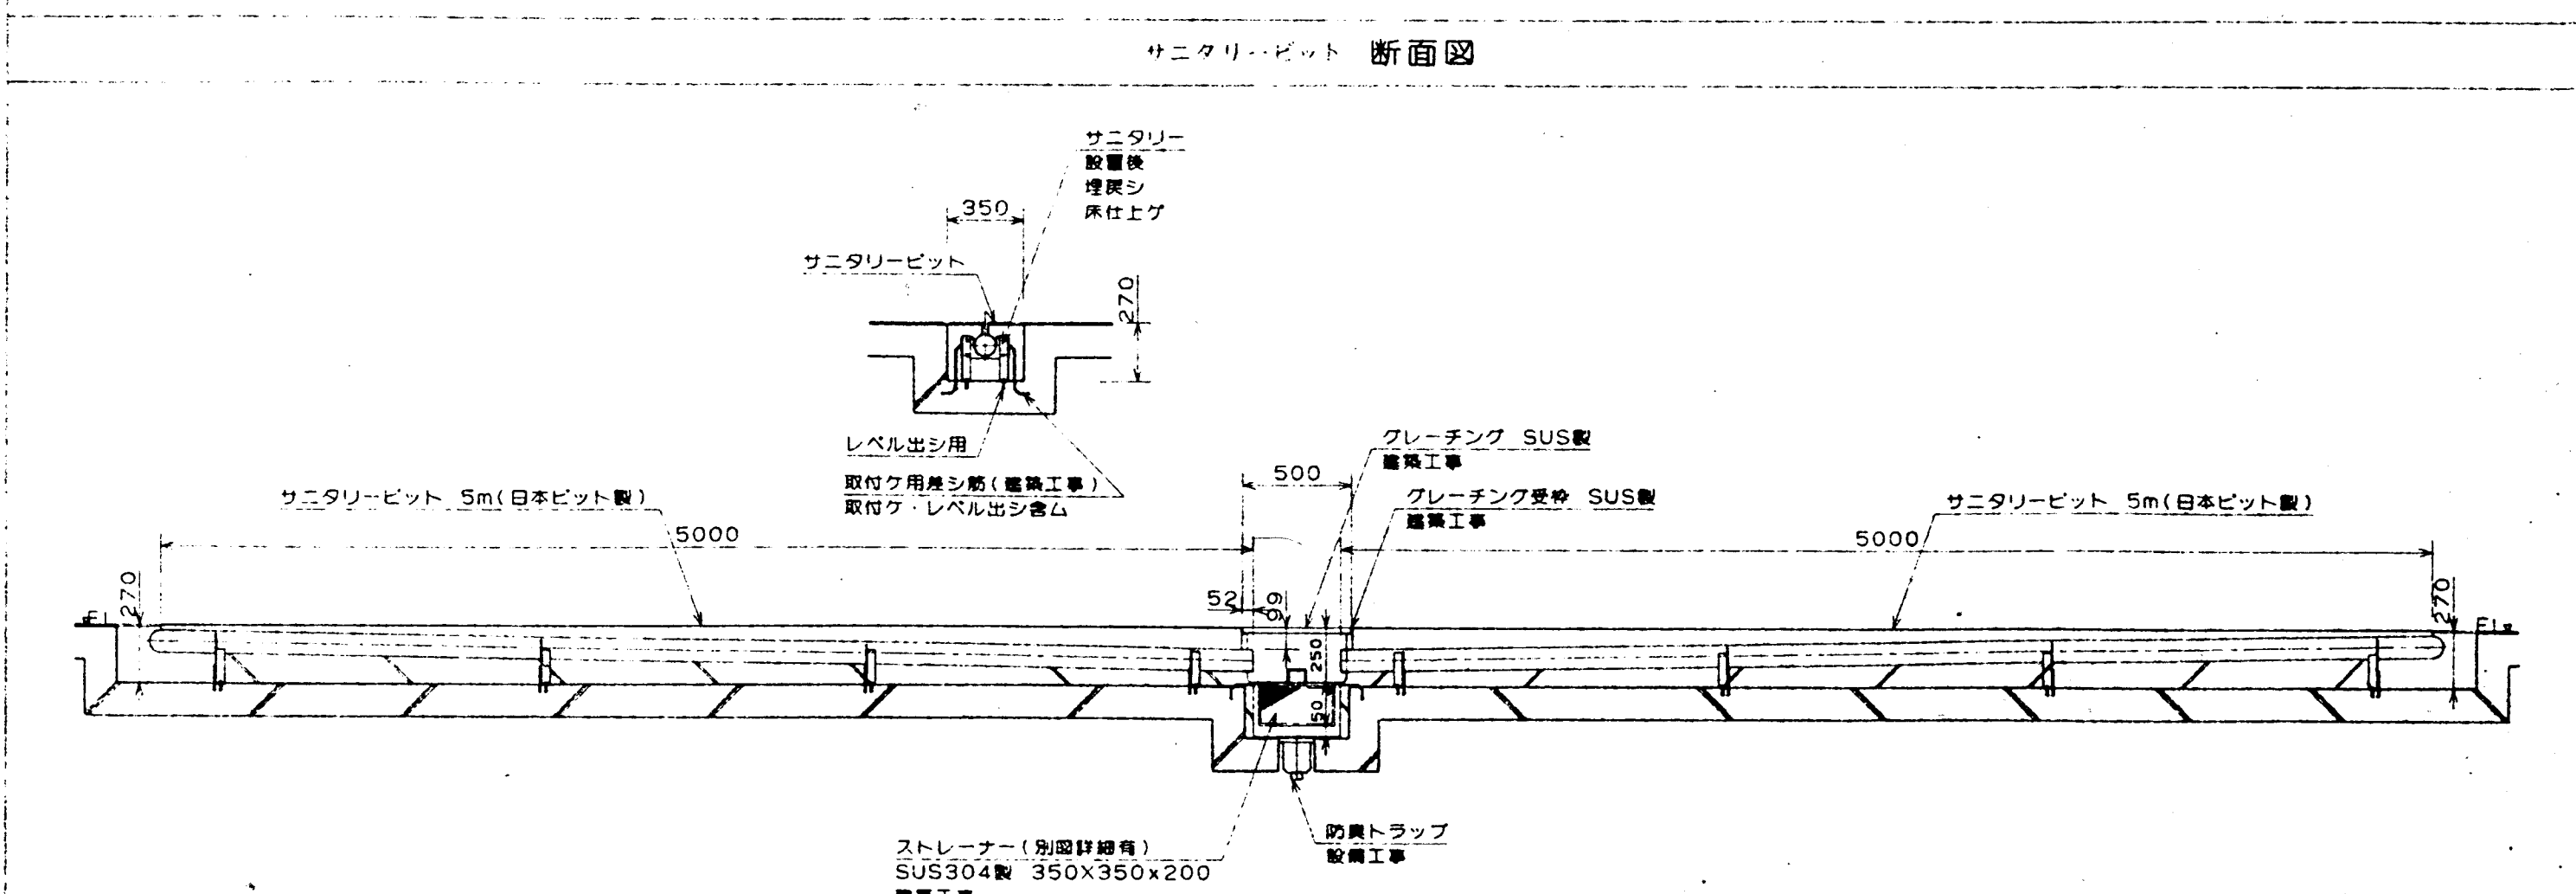 サニタリーピット 断面図
サニタリー
設置後
埋戻シ
床仕上ゲ
350
サニタリーピット
270
レベル出シ用
取付ケ用差シ筋(建築工事)
取付ケ・レベル出シ含ム
グレーチング SUS製
建築工事
500
グレーチング受枠 SUS製
建築工事
サニタリーピット 5m(日本ピット製)
サニタリーピット 5m(日本ピット製)
5000
5000
270
52
99
270
FL
FL
250
50
ストレーナー(別図詳細有)
SUS304製 350X350x200
防臭トラップ
設備工事